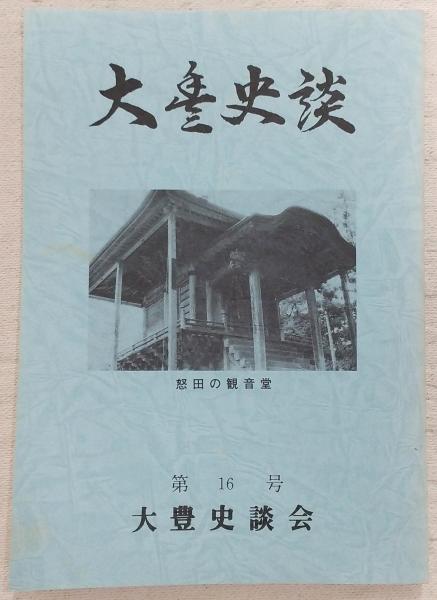 大豊史談
怒田の観音堂
第 16 号
大豊史談会